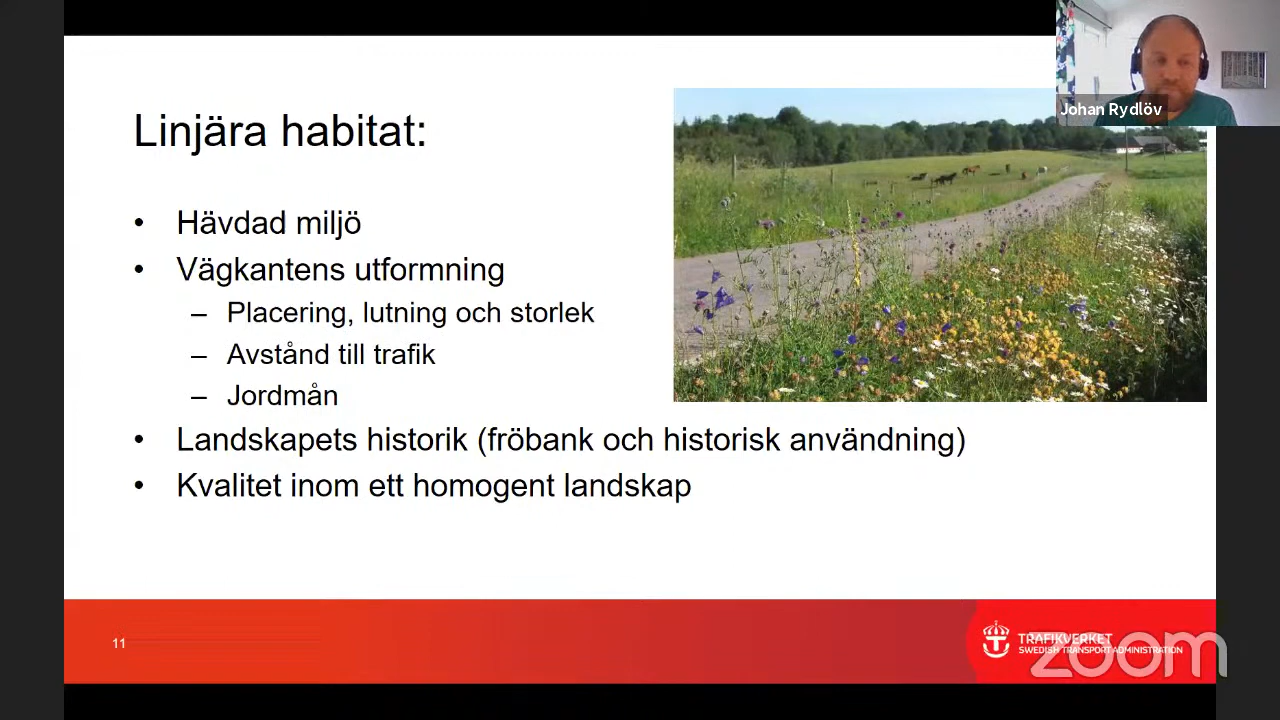 Johan Rydlöv
Linjära habitat:
• Hävdad miljö
• Vägkantens utformning
– Placering, lutning och storlek
– Avstånd till trafik
– Jordmån
• Landskapets historik (fröbank och historisk användning)
• Kvalitet inom ett homogent landskap
11
TRAFIKVERKET
SWEDISH TRANSPORT ADMINISTRATION
zoom